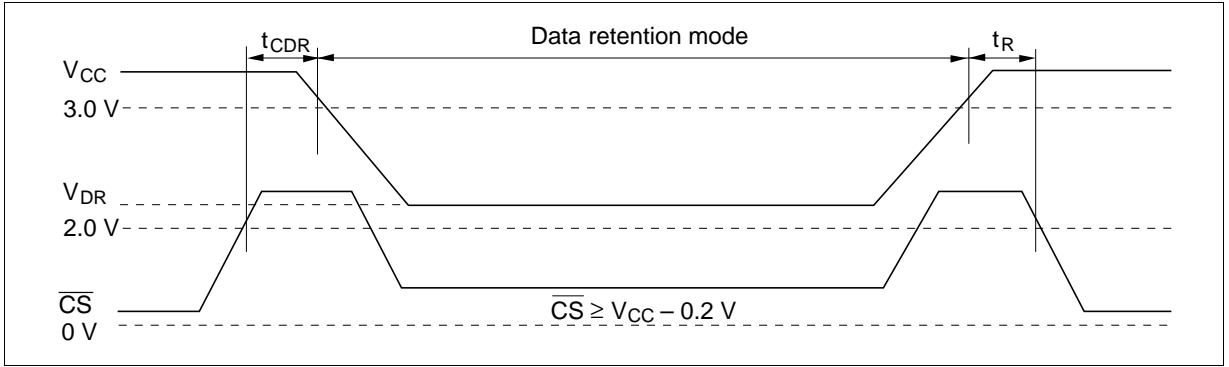 tCDR
Data retention mode
tR
VCC
3.0 V
VDR
2.0 V
CS
CS ≥ VCC – 0.2 V
0 V